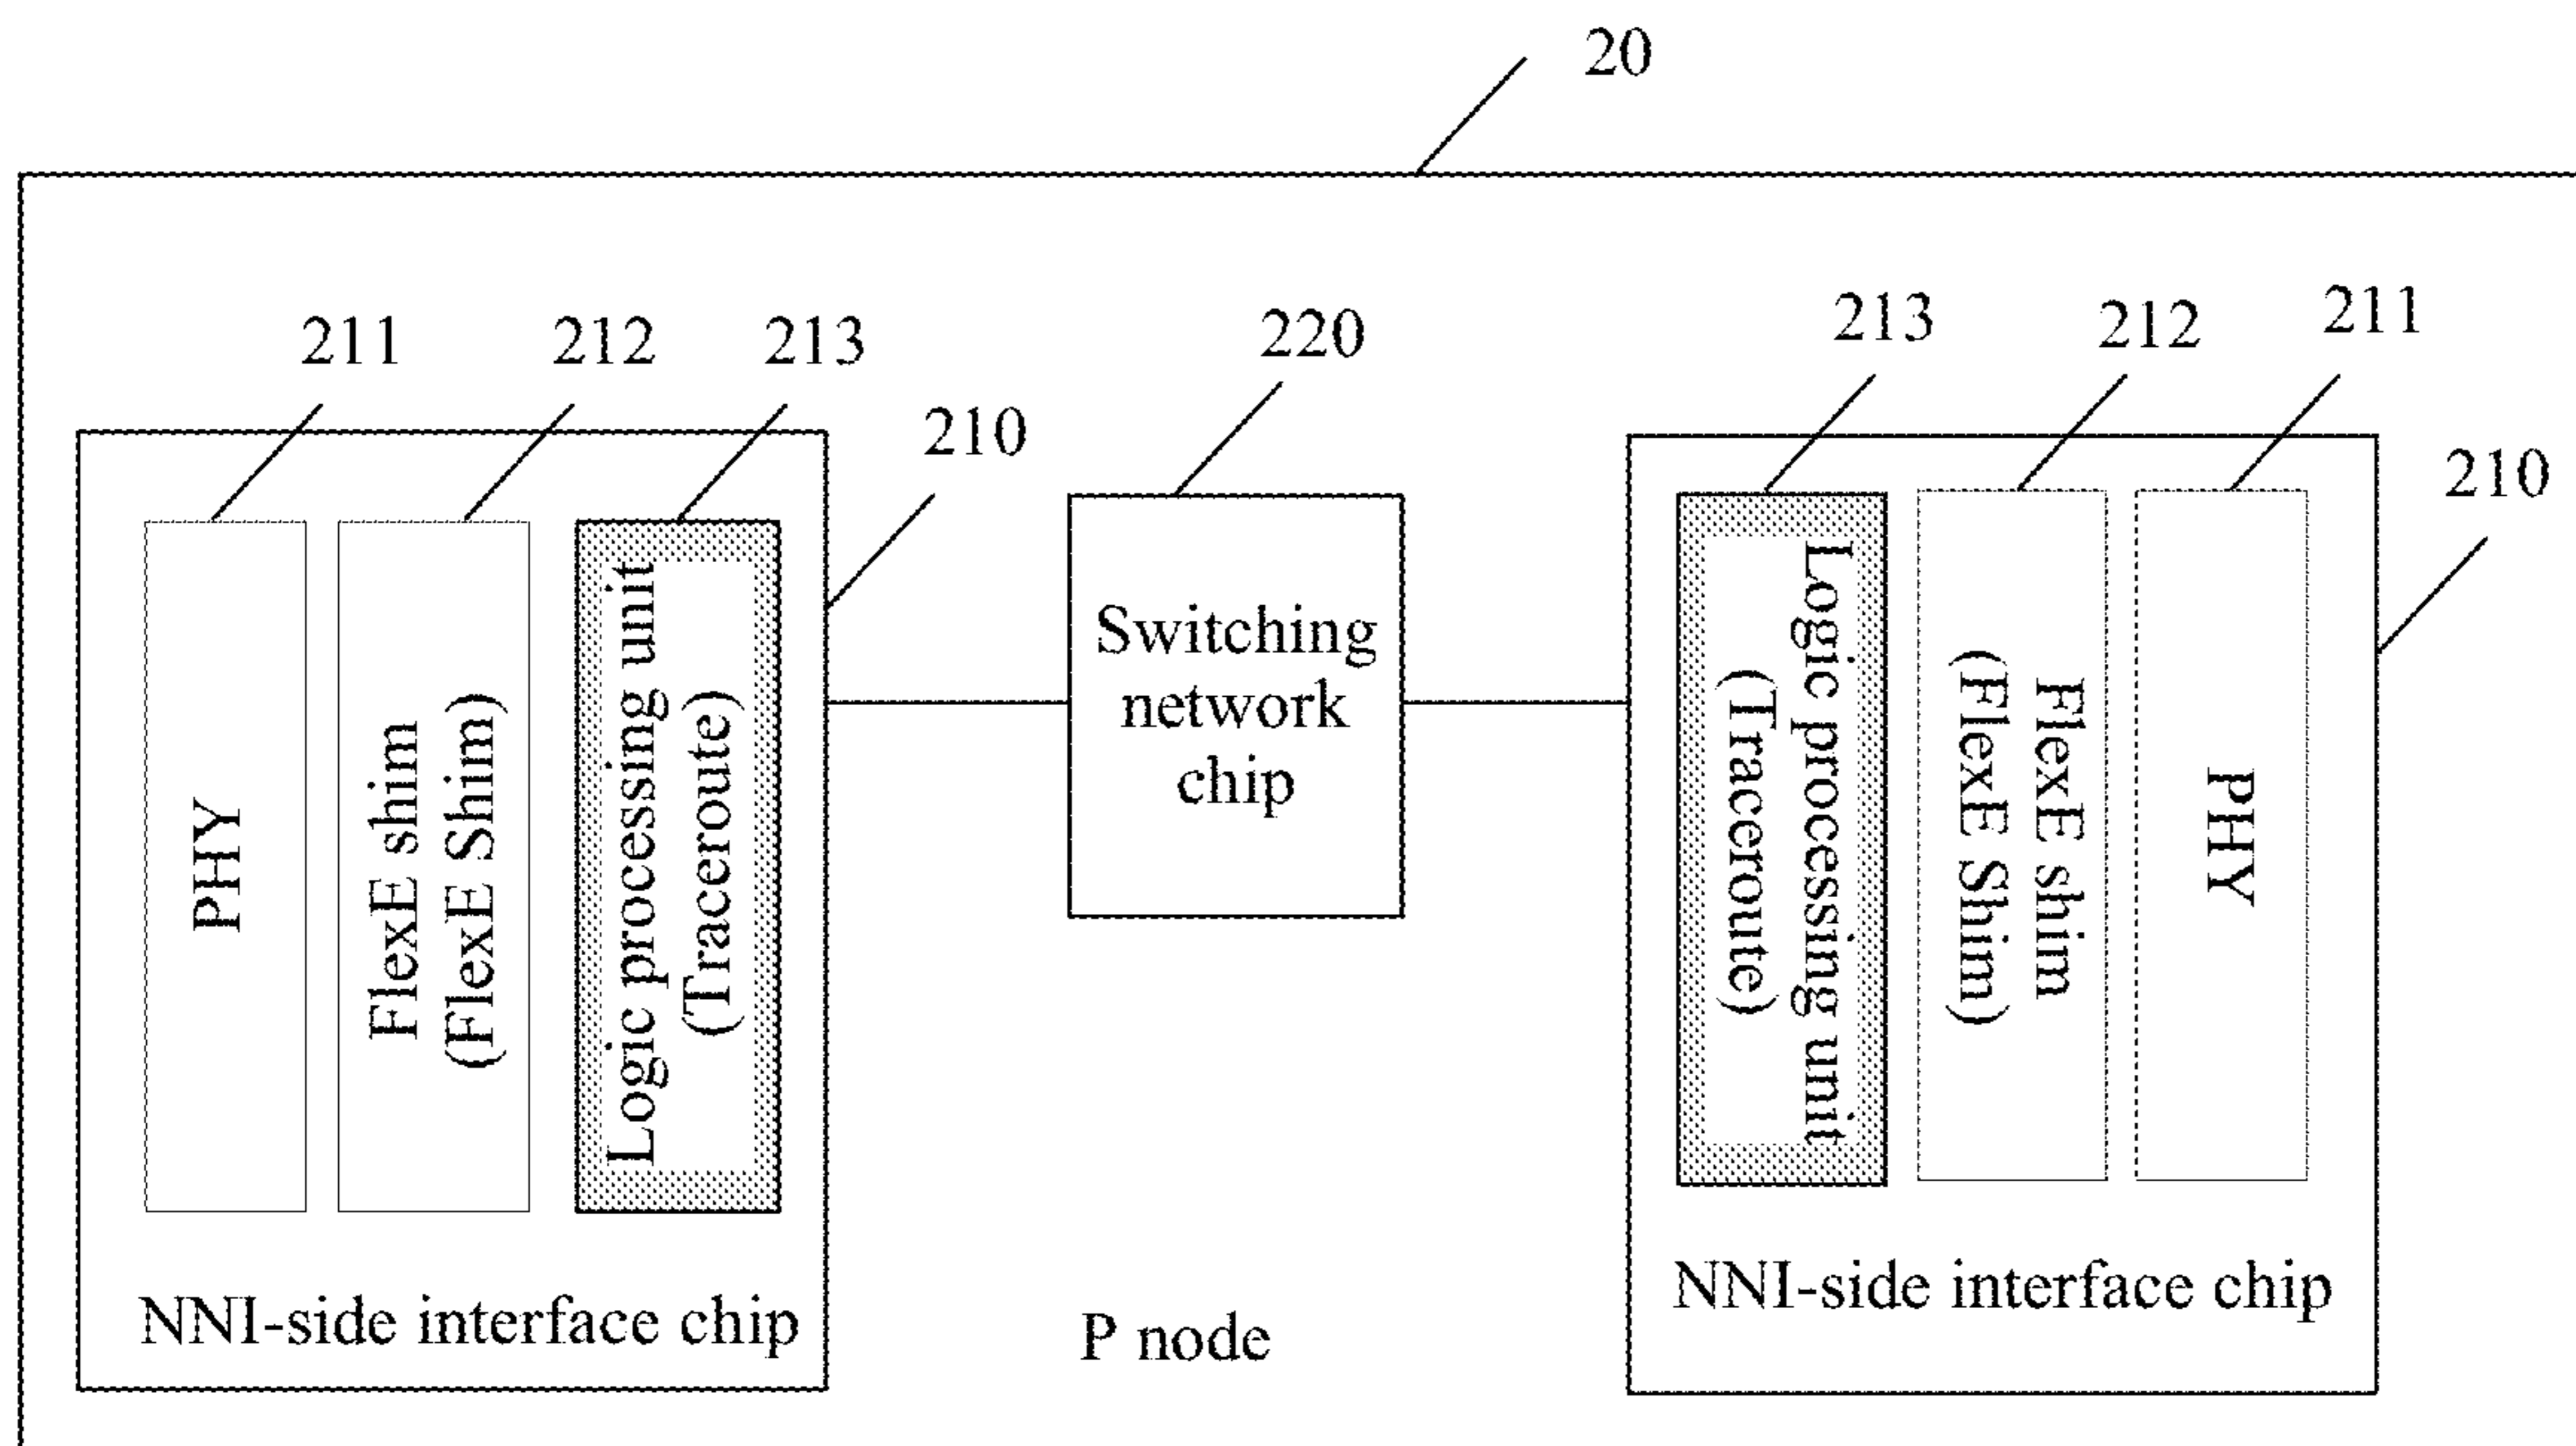 20
211
212
213
210
220
213
212
211
210
PHY
FlexE shim
(FlexE Shim)
Logic processing unit
(Traceroute)
Switching
network
chip
Logic processing unit
(Traceroute)
FlexE shim
(FlexE Shim)
PHY
NNI-side interface chip
P node
NNI-side interface chip